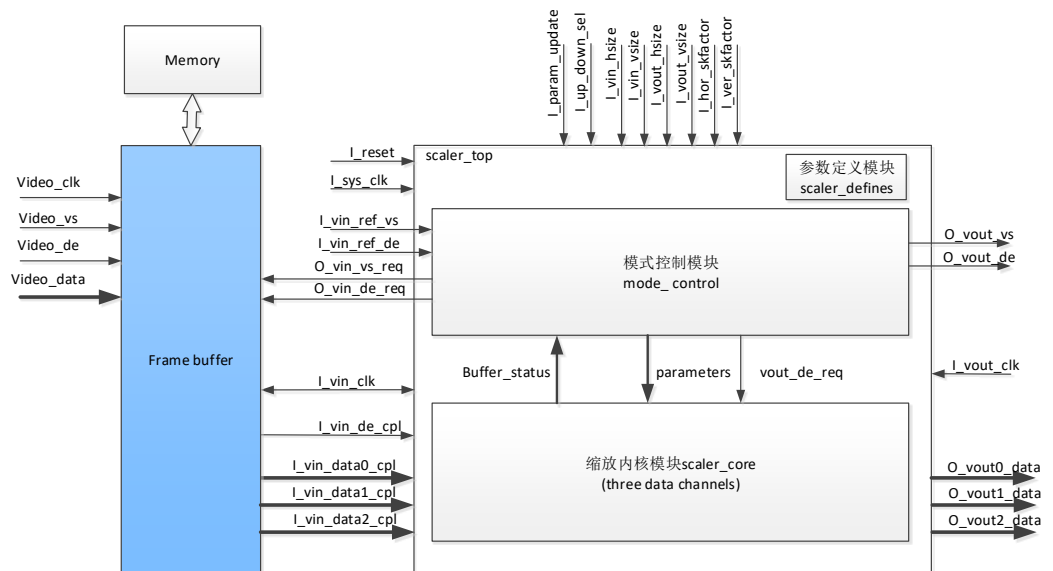 Memory
I_param_update
I_up_down_sel
I_vin_hsize
I_vin_vsize
I_vout_hsize
I_vout_vsize
I_hor_skfactor
I_ver_skfactor
I_reset
scaler_top
参数定义模块
scaler_defines
Video_clk
I_sys_clk
Video_vs
I_vin_ref_vs
Video_de
I_vin_ref_de
O_vout_vs
Video_data
O_vin_vs_req
模式控制模块
mode_ control
O_vout_de
O_vin_de_req
Frame buffer
Buffer_status
parameters
vout_de_req
I_vout_clk
I_vin_clk
I_vin_de_cpl
I_vin_data0_cpl
缩放内核模块scaler_core
(three data channels)
O_vout0_data
I_vin_data1_cpl
O_vout1_data
I_vin_data2_cpl
O_vout2_data